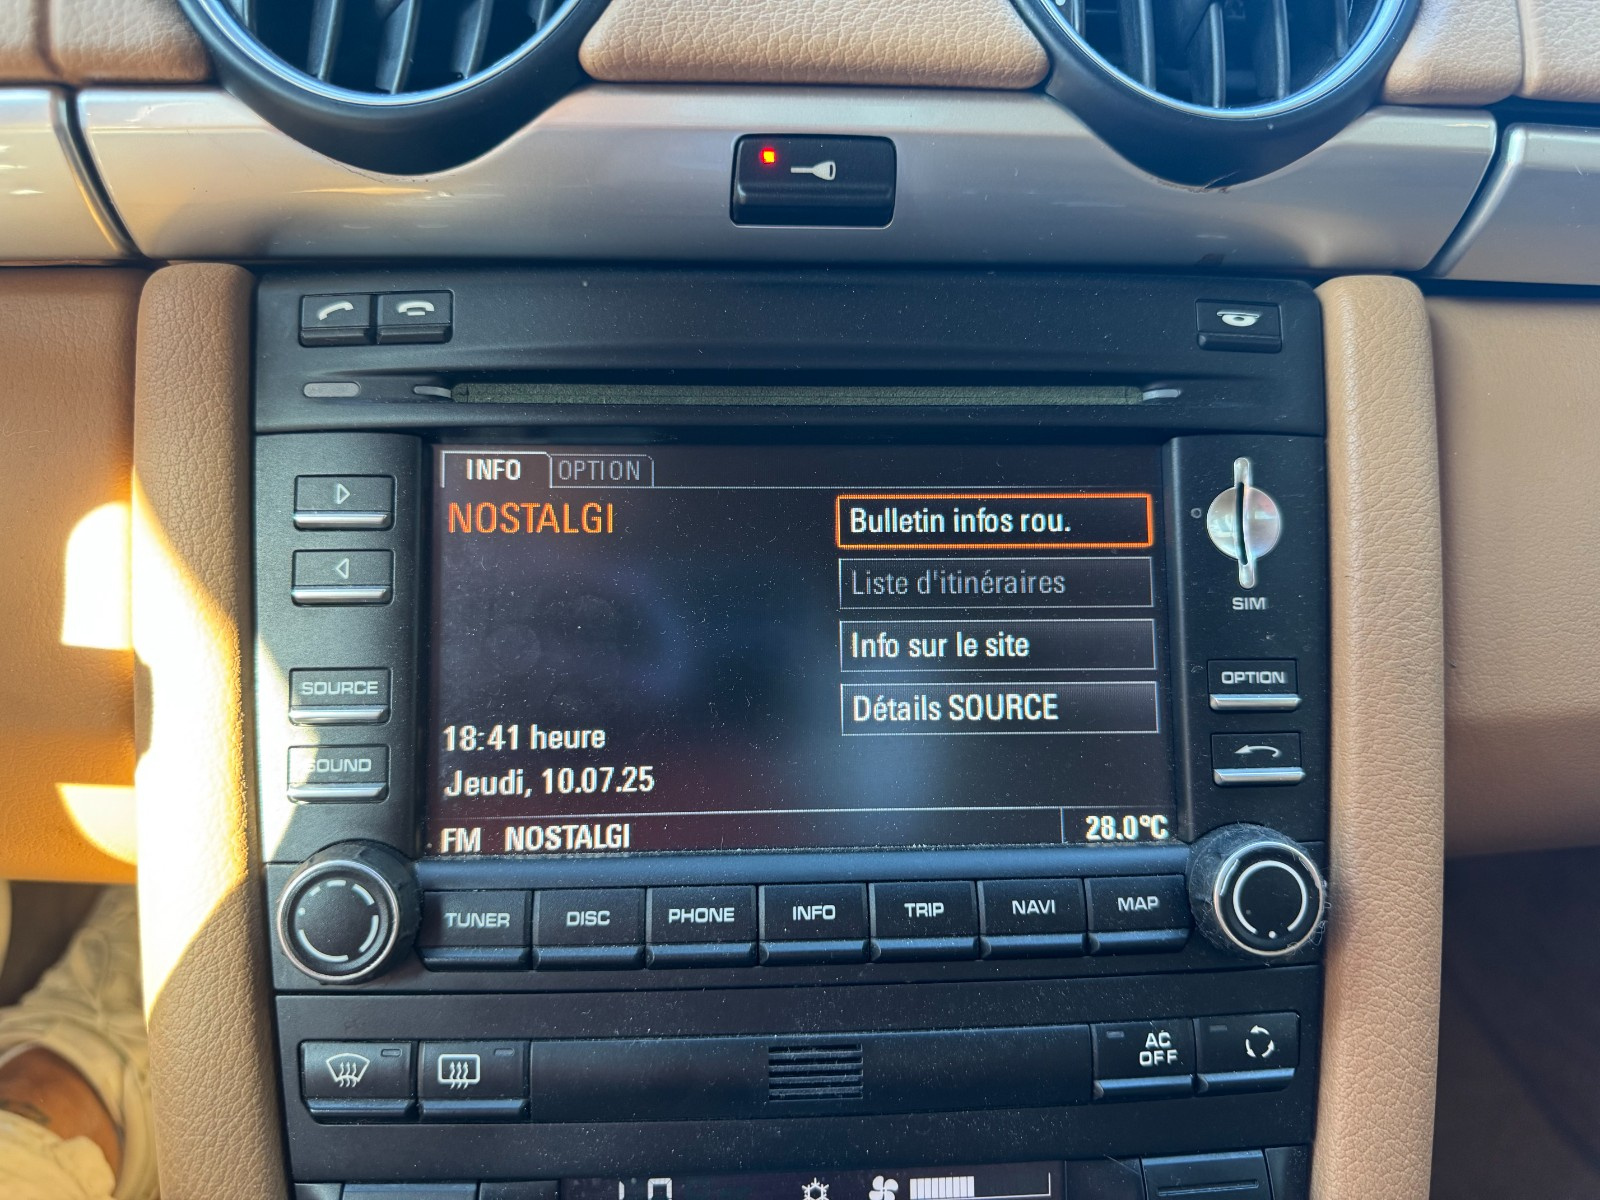 INFO OPTION
NOSTALGI
Bulletin infos rou.
Liste d'itinéraires
Info sur le site
Détails SOURCE
18:41 heure
Jeudi, 10.07.25
FM NOSTALGI 28.0°C
SOURCE
SOUND
SIM
OPTION
TUNER DISC PHONE INFO TRIP NAVI MAP
AC
OFF